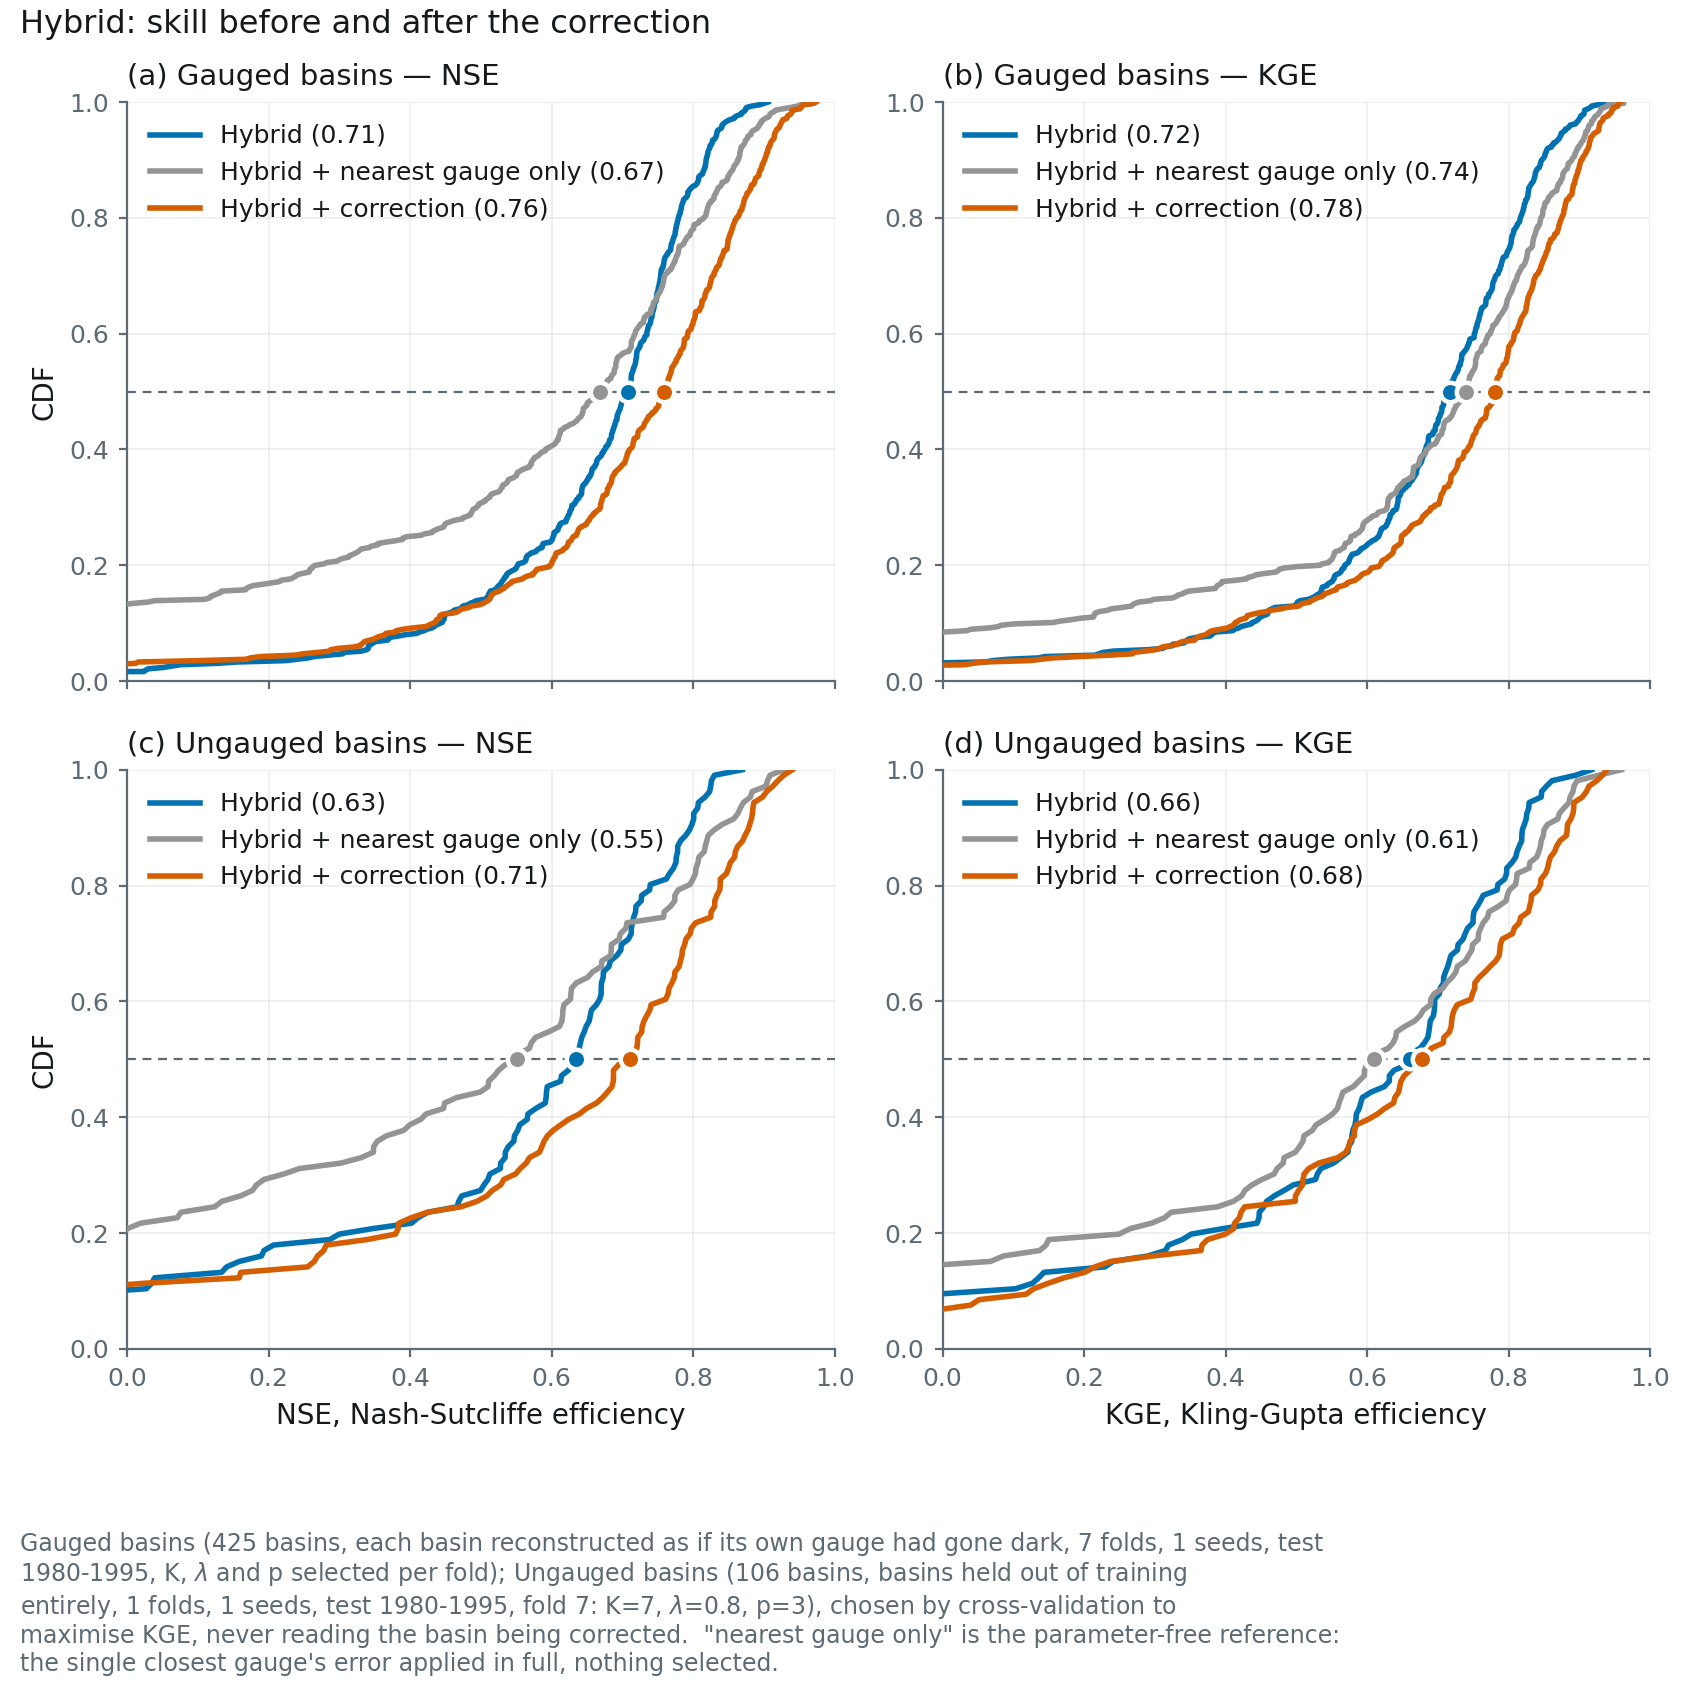 Hybrid: skill before and after the correction
(a) Gauged basins — NSE
1.0
0.8
0.6
0.4
0.2
0.0
CDF
Hybrid (0.71)
Hybrid + nearest gauge only (0.67)
Hybrid + correction (0.76)
(b) Gauged basins — KGE
1.0
0.8
0.6
0.4
0.2
0.0
Hybrid (0.72)
Hybrid + nearest gauge only (0.74)
Hybrid + correction (0.78)
(c) Ungauged basins — NSE
1.0
0.8
0.6
0.4
0.2
0.0
CDF
Hybrid (0.63)
Hybrid + nearest gauge only (0.55)
Hybrid + correction (0.71)
0.0 0.2 0.4 0.6 0.8 1.0
NSE, Nash-Sutcliffe efficiency
(d) Ungauged basins — KGE
1.0
0.8
0.6
0.4
0.2
0.0
Hybrid (0.66)
Hybrid + nearest gauge only (0.61)
Hybrid + correction (0.68)
0.0 0.2 0.4 0.6 0.8 1.0
KGE, Kling-Gupta efficiency
Gauged basins (425 basins, each basin reconstructed as if its own gauge had gone dark, 7 folds, 1 seeds, test
1980-1995, K, λ and p selected per fold); Ungauged basins (106 basins, basins held out of training
entirely, 1 folds, 1 seeds, test 1980-1995, fold 7: K=7, λ=0.8, p=3), chosen by cross-validation to
maximise KGE, never reading the basin being corrected.  "nearest gauge only" is the parameter-free reference:
the single closest gauge's error applied in full, nothing selected.